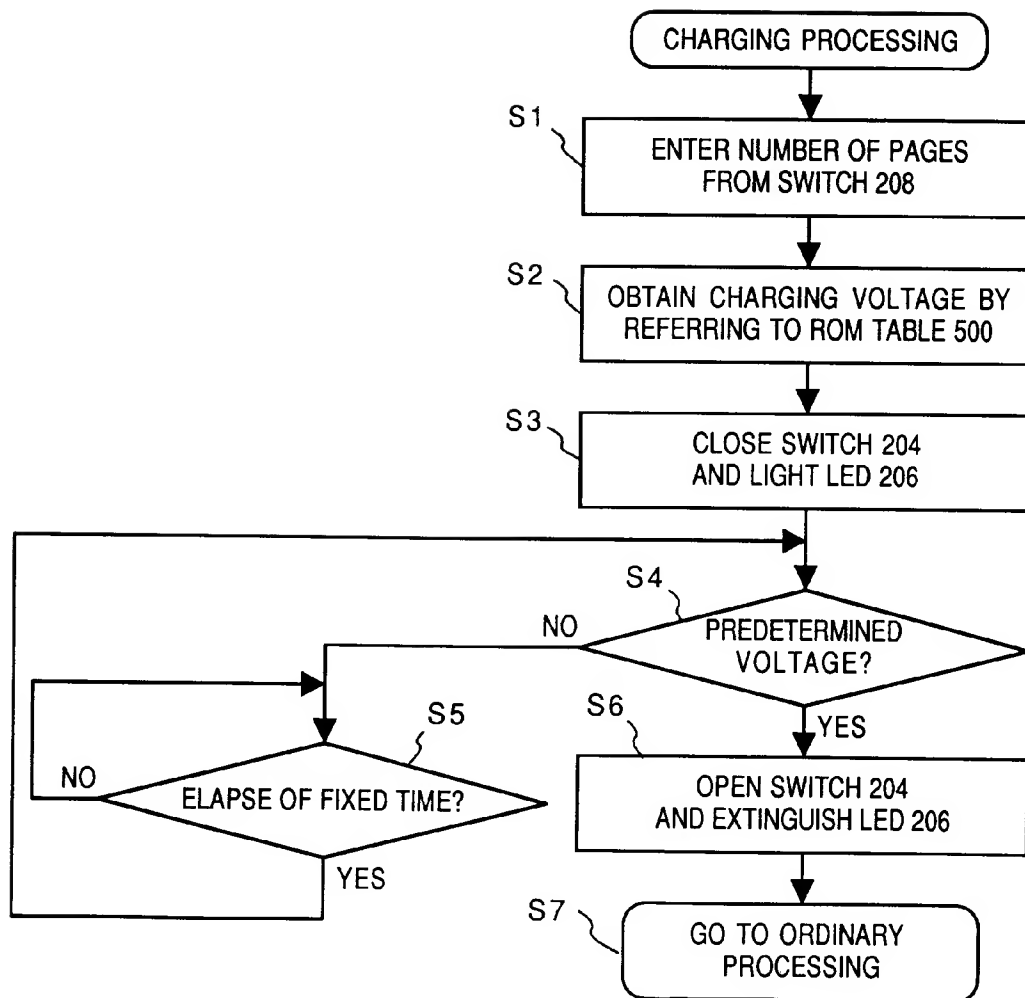 CHARGING PROCESSING
S1
ENTER NUMBER OF PAGES
FROM SWITCH 208
S2
OBTAIN CHARGING VOLTAGE BY
REFERRING TO ROM TABLE 500
S3
CLOSE SWITCH 204
AND LIGHT LED 206
S4
NO
PREDETERMINED
VOLTAGE?
YES
S5
NO
ELAPSE OF FIXED TIME?
YES
S6
OPEN SWITCH 204
AND EXTINGUISH LED 206
S7
GO TO ORDINARY
PROCESSING